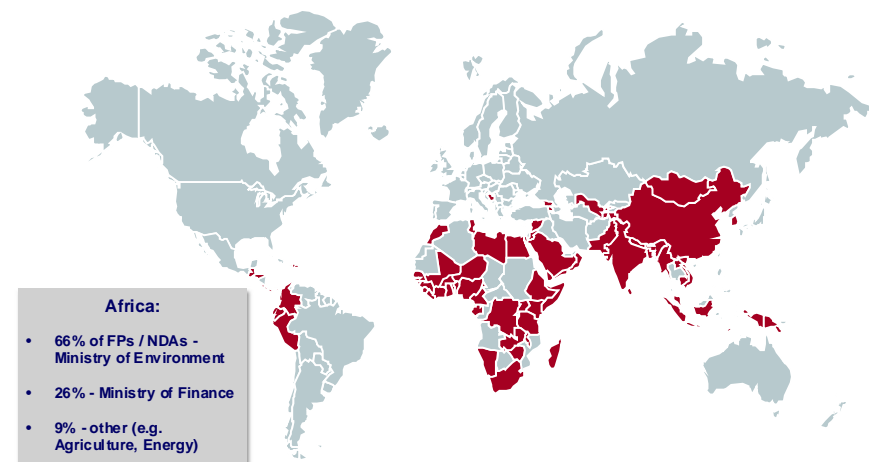 Africa:
• 66% of FPs / NDAs -
Ministry of Environment
• 26% - Ministry of Finance
• 9% - other (e.g.
Agriculture, Energy)